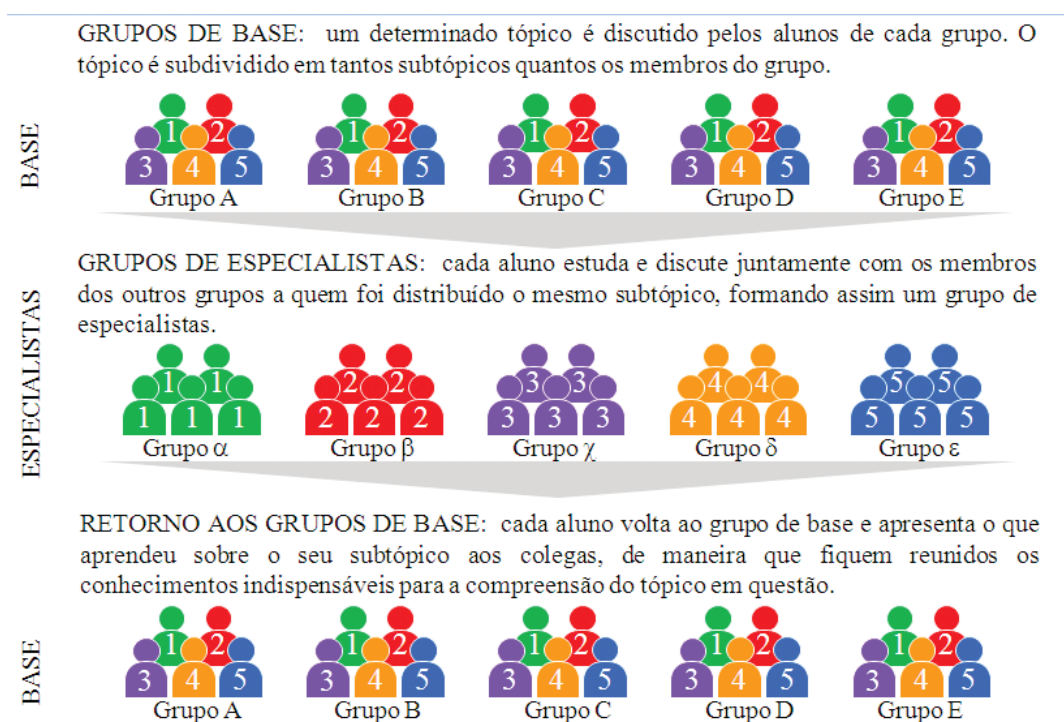 GRUPOS DE BASE: um determinado tópico é discutido pelos alunos de cada grupo. O
tópico é subdividido em tantos subtópicos quantos os membros do grupo.
BASE
1 2 1 2 1 2 1 2 1 2
3 4 5 3 4 5 3 4 5 3 4 5 3 4 5
Grupo A Grupo B Grupo C Grupo D Grupo E
GRUPOS DE ESPECIALISTAS: cada aluno estuda e discute juntamente com os membros
dos outros grupos a quem foi distribuído o mesmo subtópico, formando assim um grupo de
especialistas.
ESPECIALISTAS
1 1 2 2 3 3 4 4 5 5
1 1 1 2 2 2 3 3 3 4 4 4 5 5 5
Grupo α Grupo β Grupo χ Grupo δ Grupo ε
RETORNO AOS GRUPOS DE BASE: cada aluno volta ao grupo de base e apresenta o que
aprendeu sobre o seu subtópico aos colegas, de maneira que fiquem reunidos os
conhecimentos indispensáveis para a compreensão do tópico em questão.
BASE
1 2 1 2 1 2 1 2 1 2
3 4 5 3 4 5 3 4 5 3 4 5 3 4 5
Grupo A Grupo B Grupo C Grupo D Grupo E